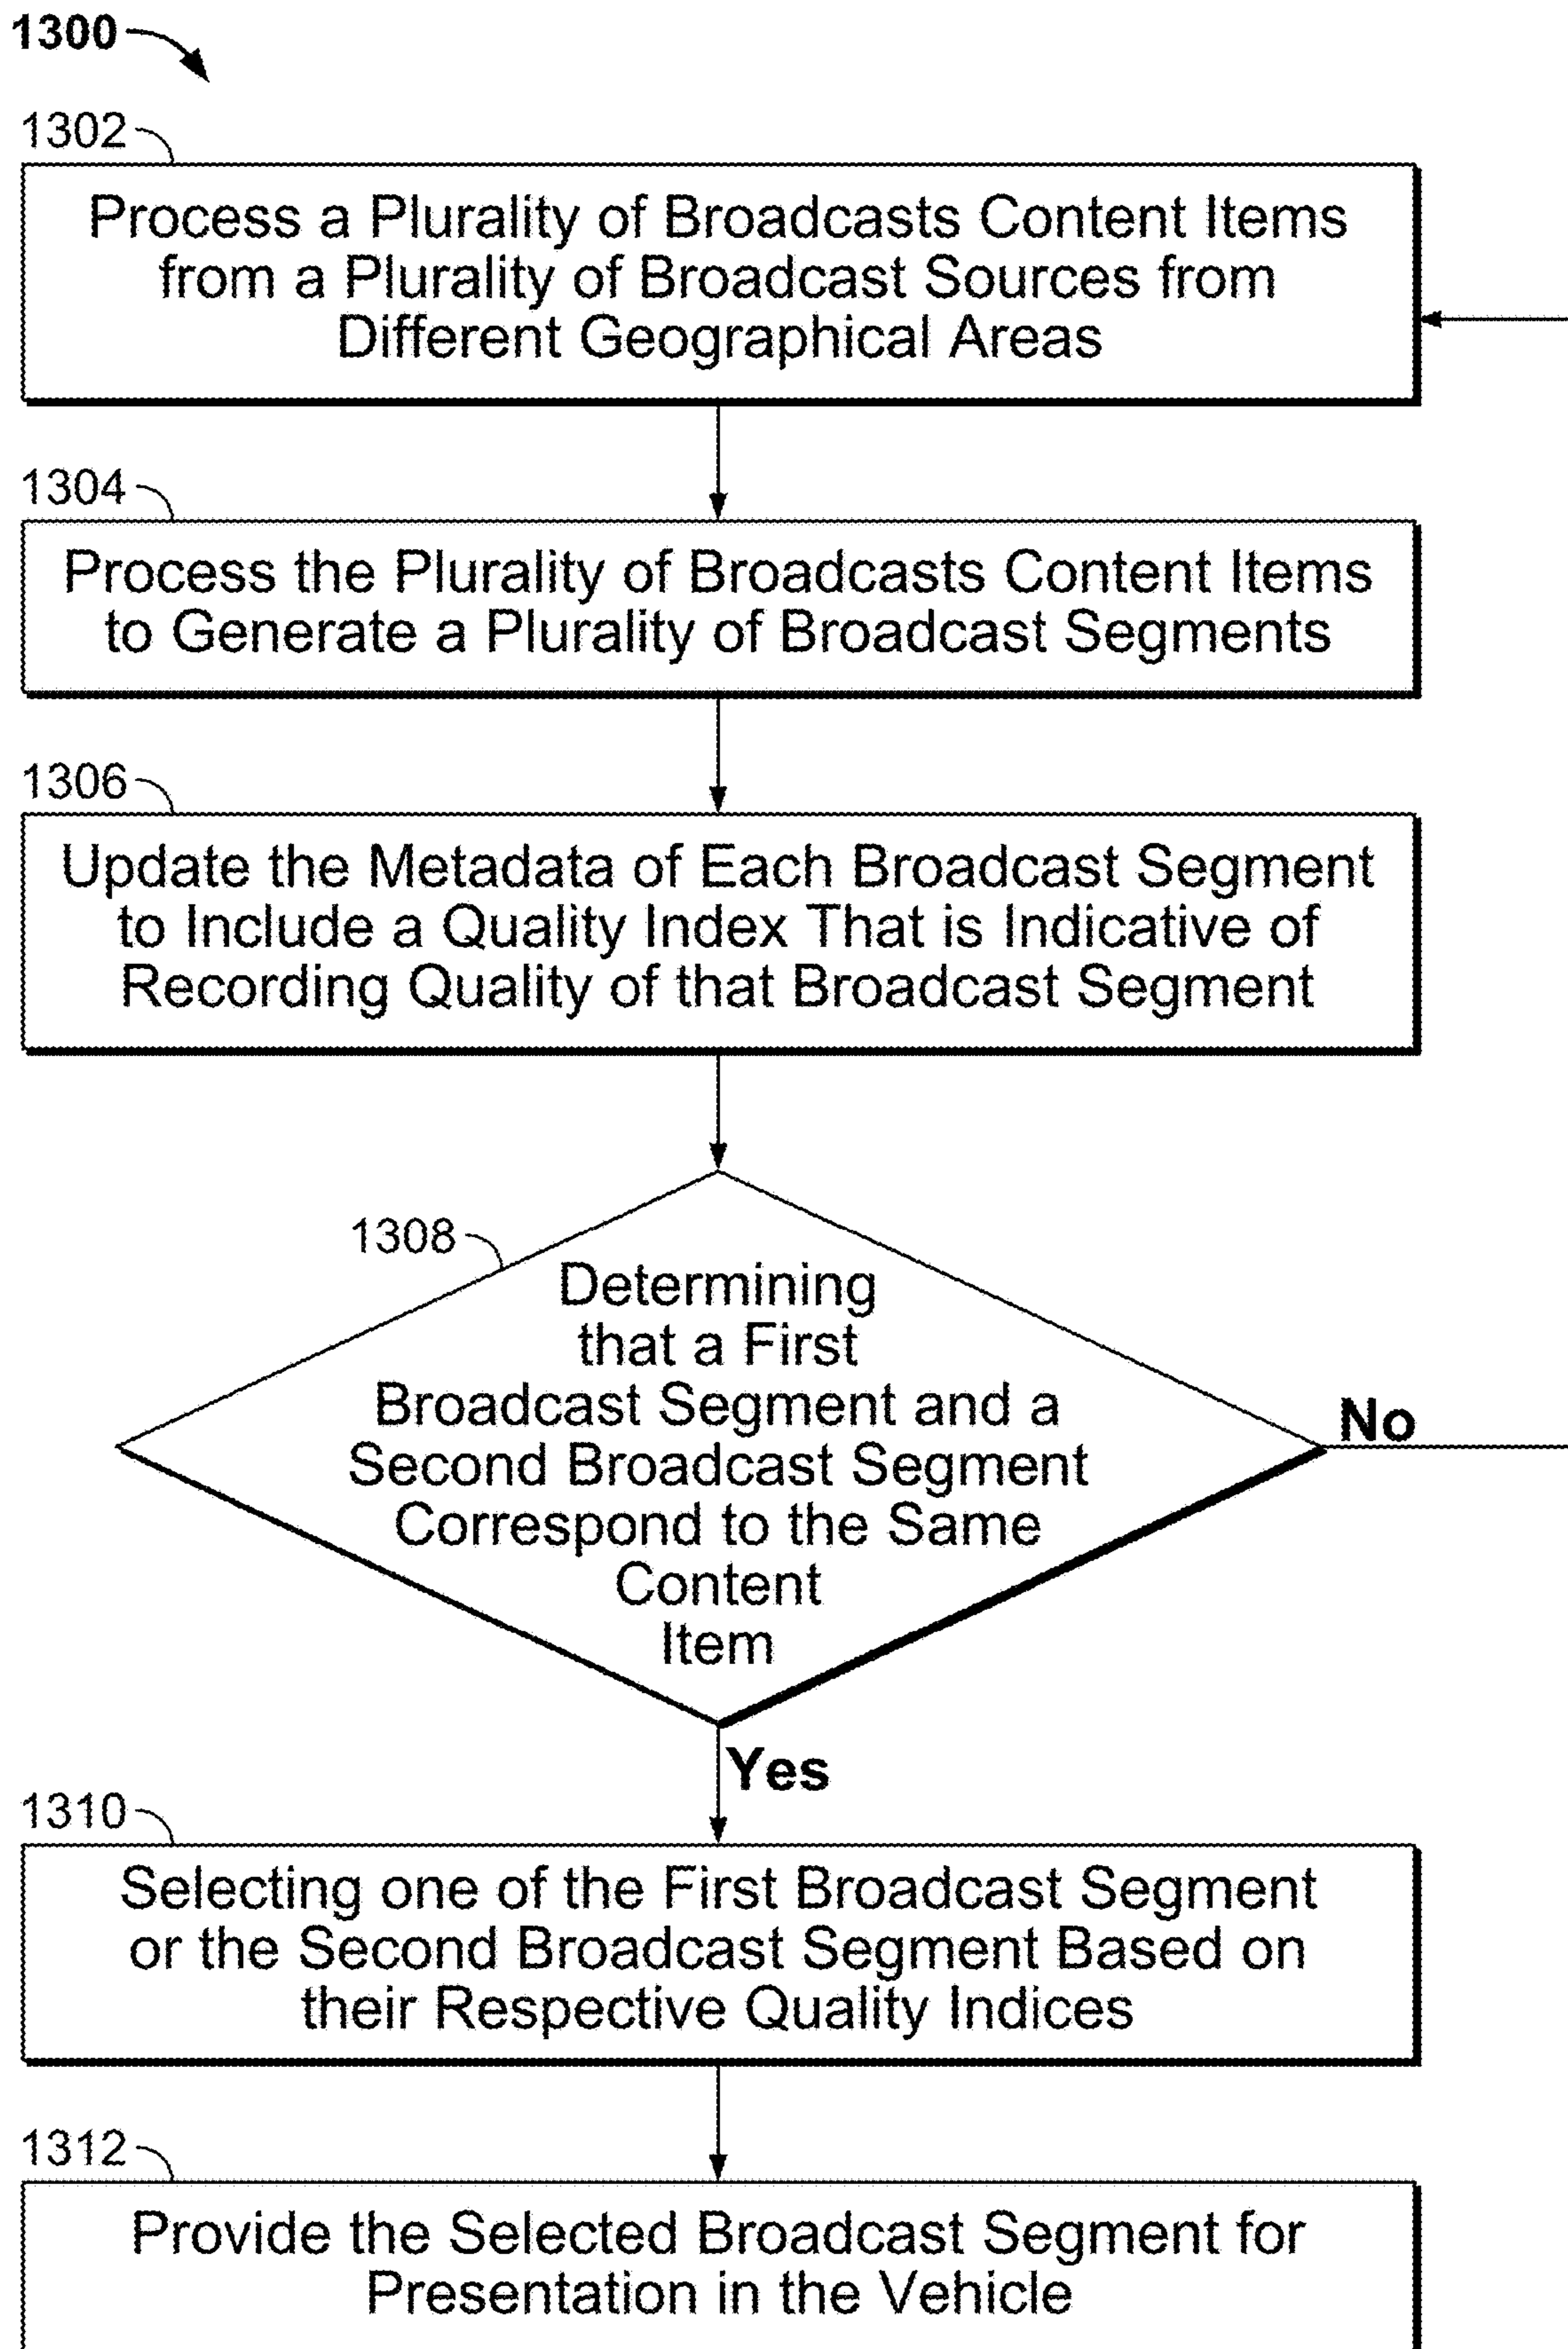 1300
1302
Process a Plurality of Broadcasts Content Items
from a Plurality of Broadcast Sources from
Different Geographical Areas
1304
Process the Plurality of Broadcasts Content Items
to Generate a Plurality of Broadcast Segments
1306
Update the Metadata of Each Broadcast Segment
to Include a Quality Index That is Indicative of
Recording Quality of that Broadcast Segment
1308
Determining
that a First
Broadcast Segment and a
Second Broadcast Segment
Correspond to the Same
Content
Item
No
Yes
1310
Selecting one of the First Broadcast Segment
or the Second Broadcast Segment Based on
their Respective Quality Indices
1312
Provide the Selected Broadcast Segment for
Presentation in the Vehicle